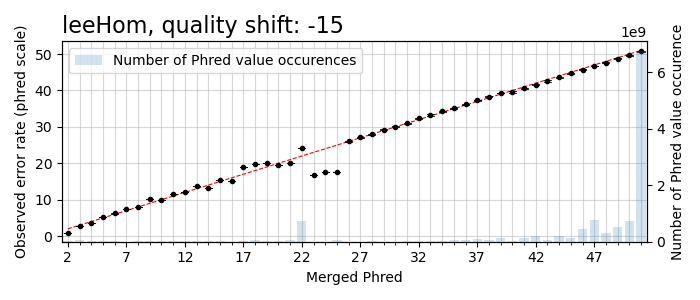 leeHom, quality shift: -15
1e9
Number of Phred value occurences
Observed error rate (phred scale)
50
40
30
20
10
0
6
4
2
0
Number of Phred value occurence
2 7 12 17 22 27 32 37 42 47
Merged Phred